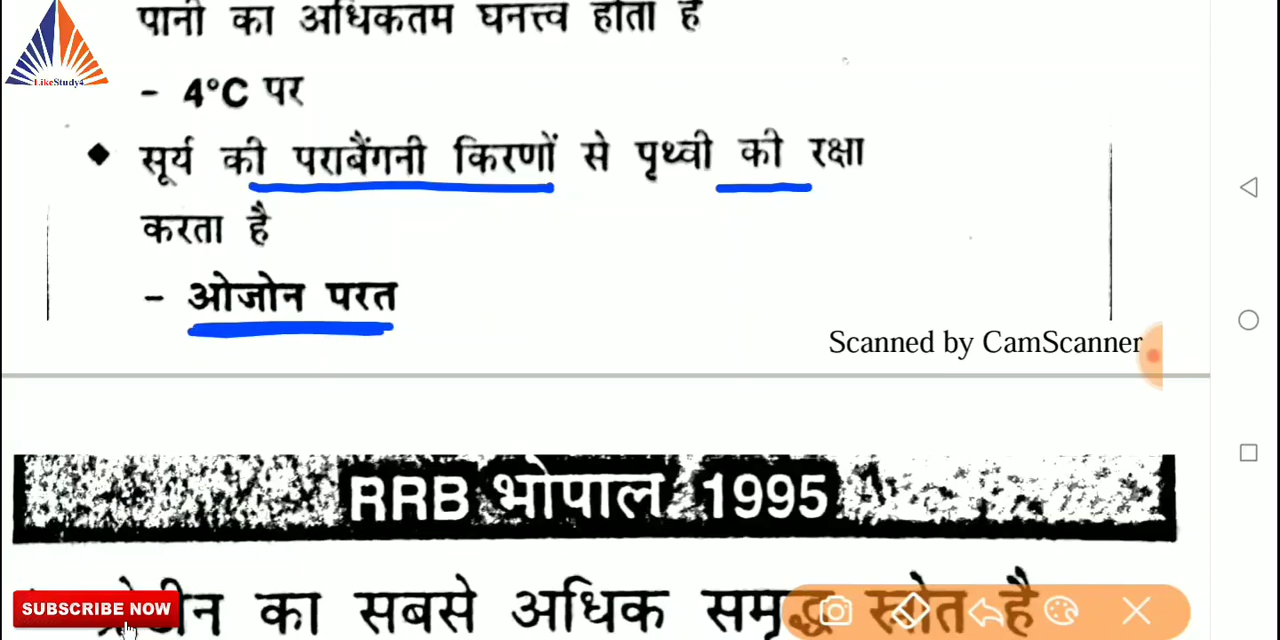 पानी का अधिकतम घनत्त्व होता है
- 4°C पर
LikeStudy4
◆ सूर्य की पराबैंगनी किरणों से पृथ्वी की रक्षा
करता है
- ओजोन परत
Scanned by CamScanner
RRB भोपाल 1995
का सबसे अधिक समृद्ध स्रोत है
SUBSCRIBE NOW